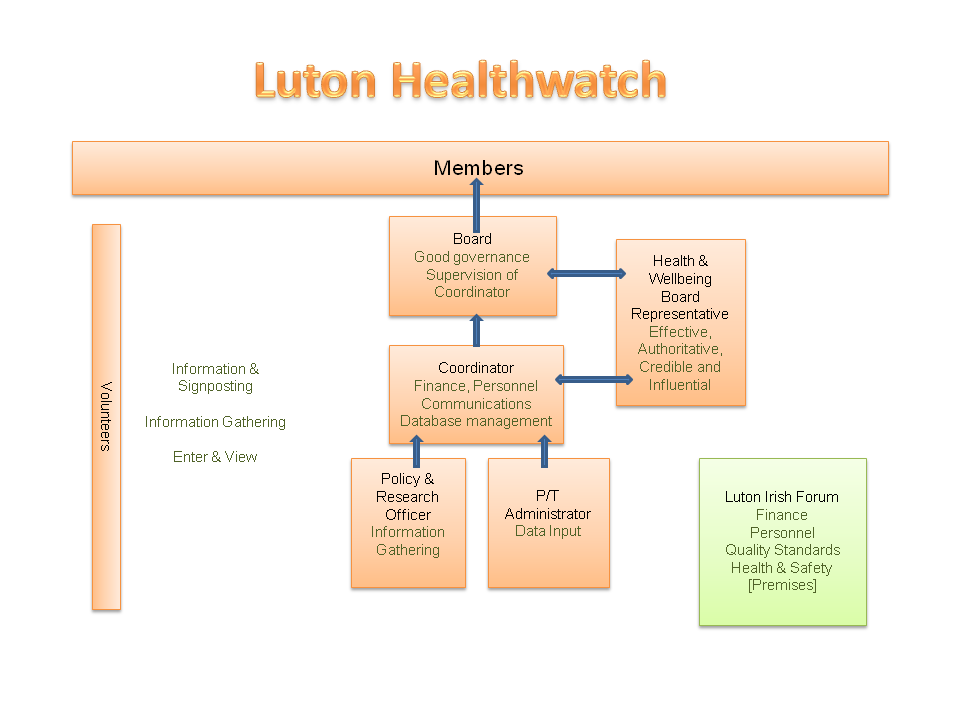 Luton Healthwatch
Members
Board
Good governance
Supervision of
Coordinator
Health &
Wellbeing
Board
Representative
Effective,
Authoritative,
Credible and
Influential
Volunteers
Information &
Signposting
Information Gathering
Enter & View
Coordinator
Finance, Personnel
Communications
Database management
Policy &
Research
Officer
Information
Gathering
P/T
Administrator
Data Input
Luton Irish Forum
Finance
Personnel
Quality Standards
Health & Safety
[Premises]